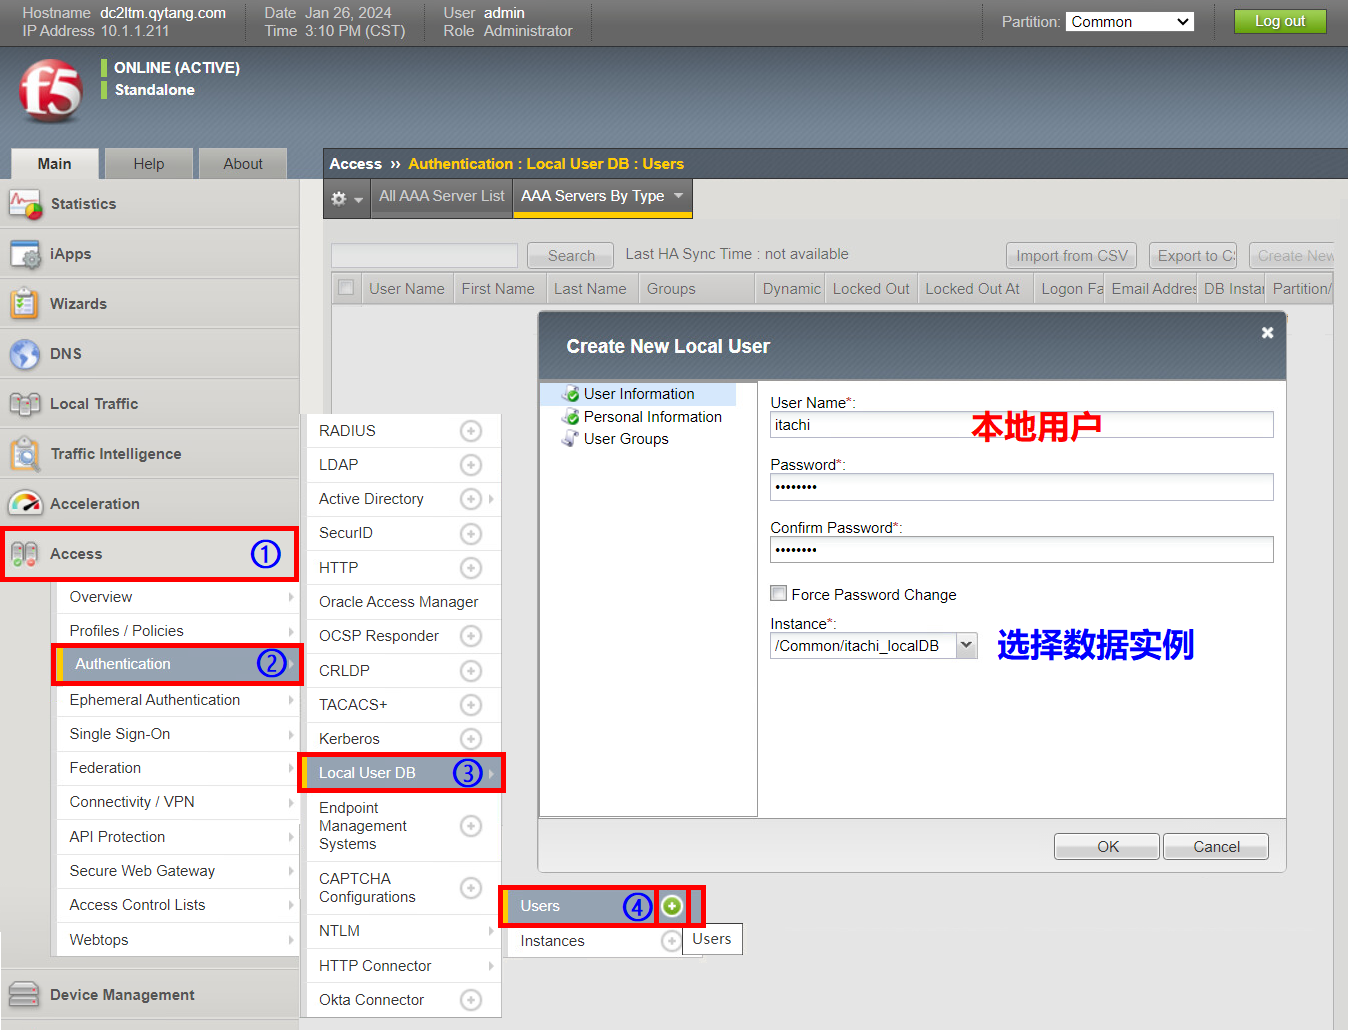 Hostname dc2ltm.qytang.com
IP Address 10.1.1.211
Date Jan 26, 2024
Time 3:10 PM (CST)
User admin
Role Administrator
Partition: Common
Log out
f5
ONLINE (ACTIVE)
Standalone
Main
Help
About
Access ›› Authentication : Local User DB : Users
All AAA Server List
AAA Servers By Type
Statistics
iApps
Wizards
DNS
Local Traffic
Traffic Intelligence
Acceleration
Access ①
Overview
Profiles / Policies
Authentication ②
Ephemeral Authentication
Single Sign-On
Federation
Connectivity / VPN
API Protection
Secure Web Gateway
Access Control Lists
Webtops
Device Management
RADIUS
LDAP
Active Directory
SecurID
HTTP
Oracle Access Manager
OCSP Responder
CRLDP
TACACS+
Kerberos
Local User DB ③
Endpoint
Management
Systems
CAPTCHA
Configurations
NTLM
HTTP Connector
Okta Connector
Users ④
Instances
Users
Search
Last HA Sync Time : not available
Import from CSV
Export to C
Create New
User Name
First Name
Last Name
Groups
Dynamic
Locked Out
Locked Out At
Logon Fa
Email Addres
DB Instar
Partition/
Create New Local User
User Information
Personal Information
User Groups
User Name*:
itachi
本地用户
Password*:
••••••••
Confirm Password*:
••••••••
Force Password Change
Instance*:
/Common/itachi_localDB
选择数据实例
OK
Cancel